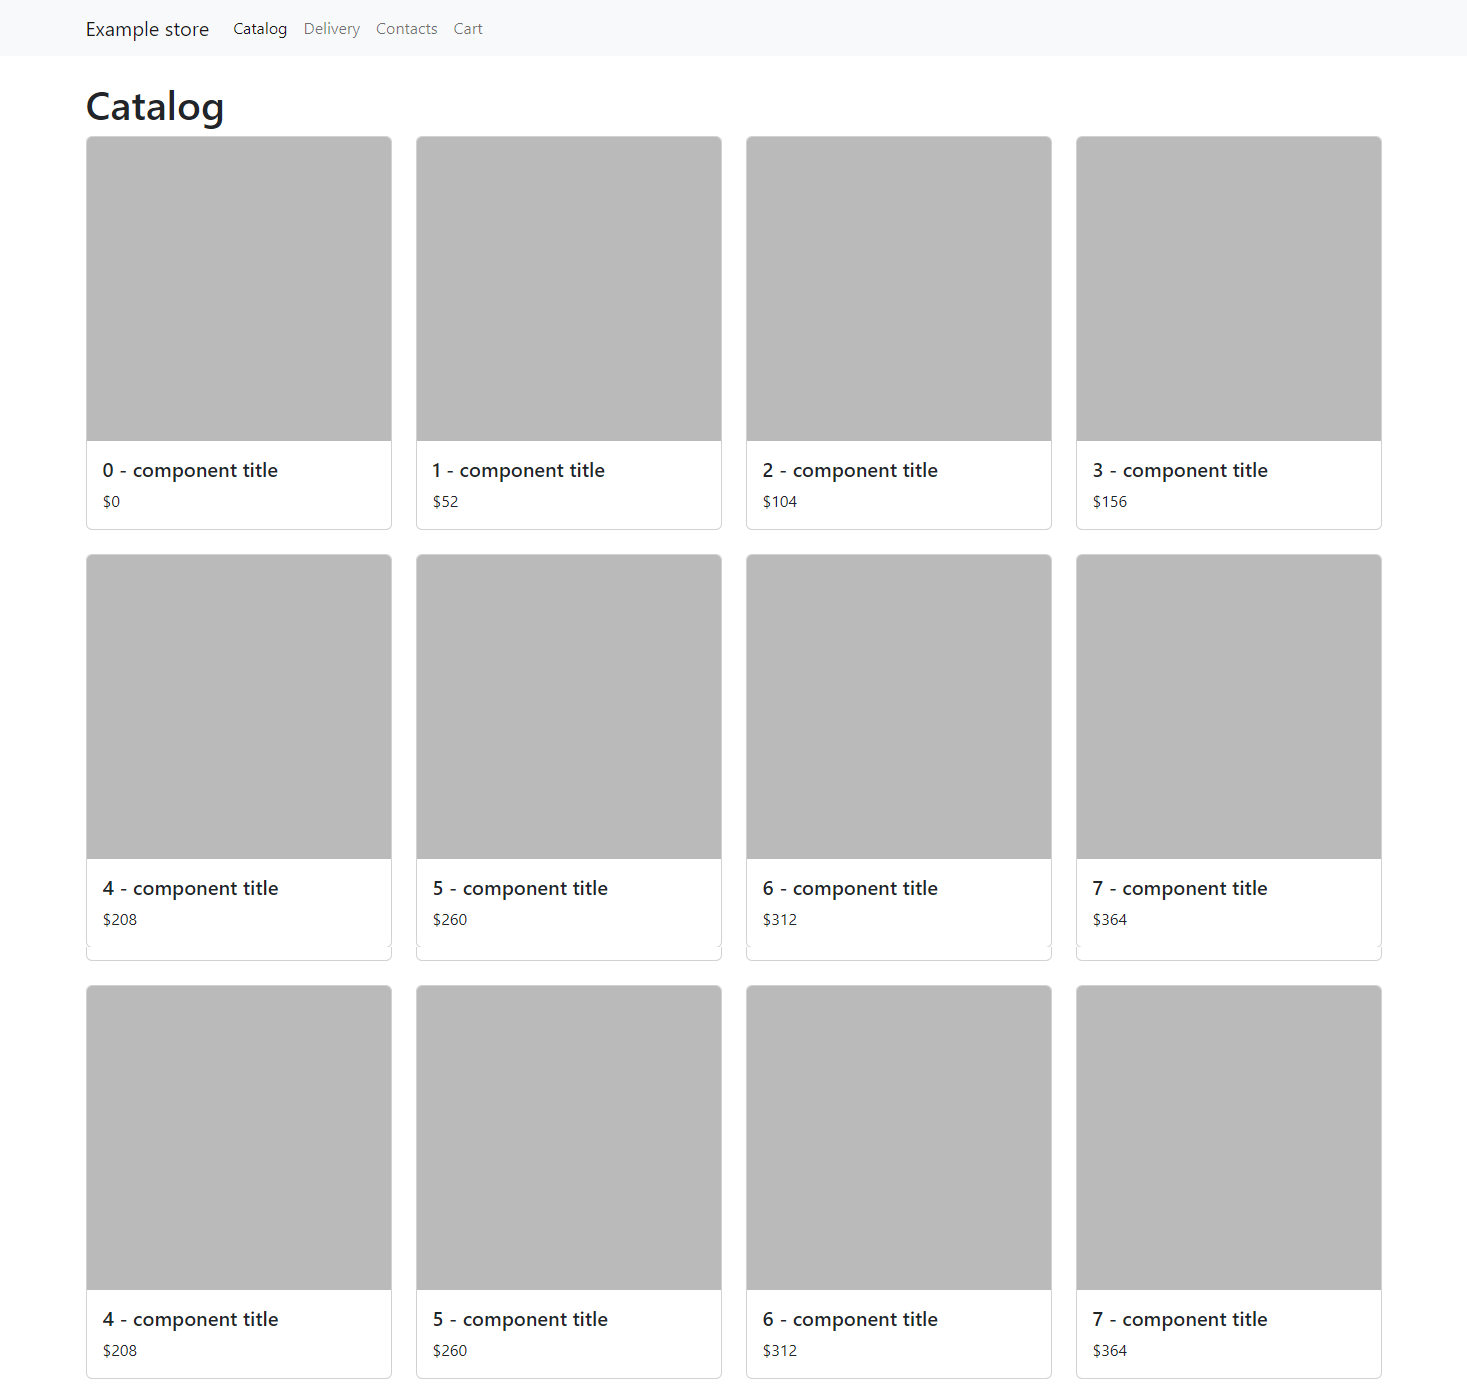 Example store Catalog Delivery Contacts Cart
Catalog
0 - component title 1 - component title 2 - component title 3 - component title
$0 $52 $104 $156
4 - component title 5 - component title 6 - component title 7 - component title
$208 $260 $312 $364
4 - component title 5 - component title 6 - component title 7 - component title
$208 $260 $312 $364